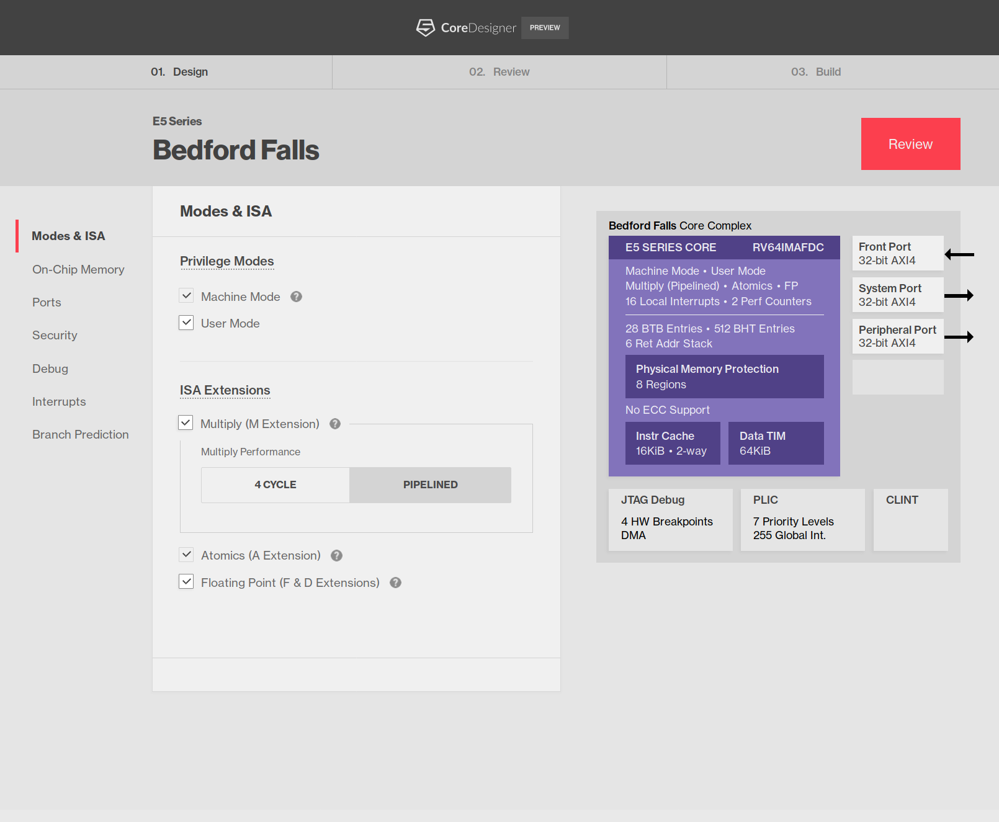 CoreDesigner PREVIEW
01. Design
02. Review
03. Build
E5 Series
Bedford Falls
Review
Modes & ISA
On-Chip Memory
Ports
Security
Debug
Interrupts
Branch Prediction
Modes & ISA
Privilege Modes
Machine Mode ?
User Mode
ISA Extensions
Multiply (M Extension) ?
Multiply Performance
4 CYCLE
PIPELINED
Atomics (A Extension) ?
Floating Point (F & D Extensions) ?
Bedford Falls Core Complex
E5 SERIES CORE RV64IMAFDC
Machine Mode • User Mode
Multiply (Pipelined) • Atomics • FP
16 Local Interrupts • 2 Perf Counters
28 BTB Entries • 512 BHT Entries
6 Ret Addr Stack
Physical Memory Protection
8 Regions
No ECC Support
Instr Cache
16KiB • 2-way
Data TIM
64KiB
Front Port
32-bit AXI4
System Port
32-bit AXI4
Peripheral Port
32-bit AXI4
JTAG Debug
4 HW Breakpoints
DMA
PLIC
7 Priority Levels
255 Global Int.
CLINT